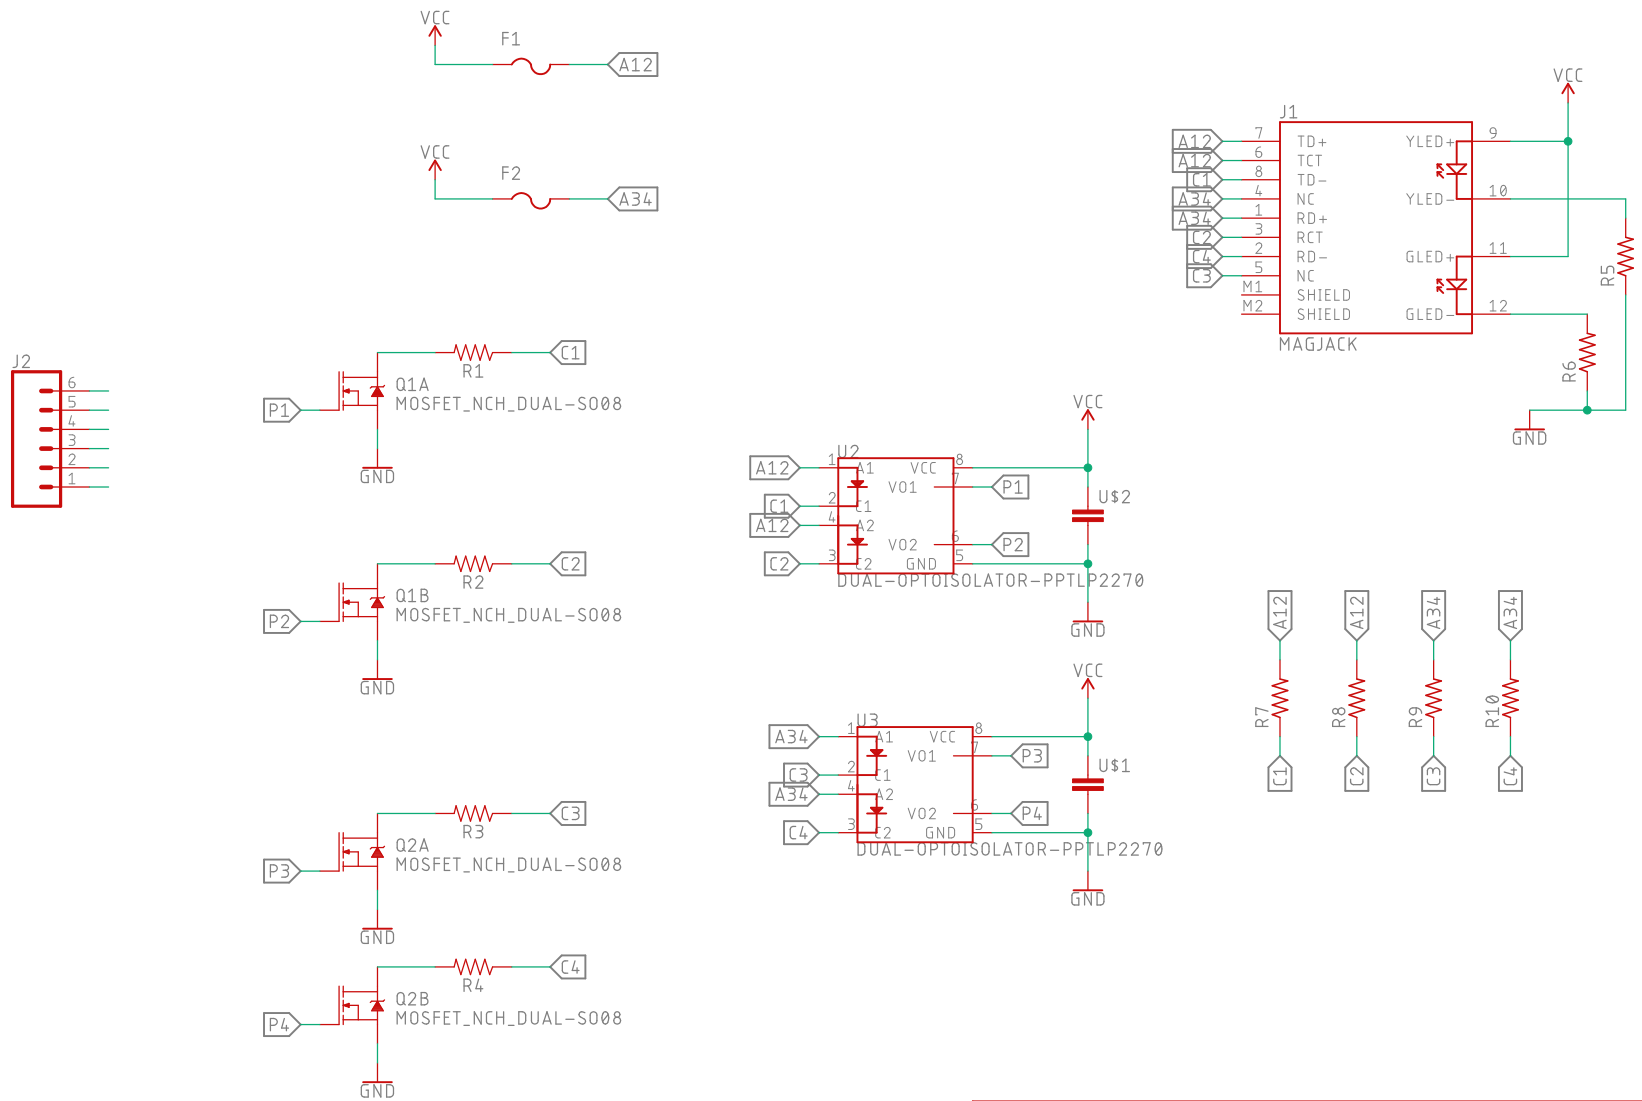 VCC
F1
A12
VCC
F2
A34
J2
6
5
4
3
2
1
C1
R1
Q1A
MOSFET_NCH_DUAL-SO08
P1
GND
C2
R2
Q1B
MOSFET_NCH_DUAL-SO08
P2
GND
C3
R3
Q2A
MOSFET_NCH_DUAL-SO08
P3
GND
C4
R4
Q2B
MOSFET_NCH_DUAL-SO08
P4
GND
VCC
U2
A12 1 A1 VCC 8
VO1 7 P1
C1 2 C1
A12 4 A2
VO2 6 P2
C2 3 C2 GND 5
DUAL-OPTOISOLATOR-PPTLP2270
U$2
GND
VCC
U3
A34 1 A1 VCC 8
VO1 7 P3
C3 2 C1
A34 4 A2
VO2 6 P4
C4 3 C2 GND 5
DUAL-OPTOISOLATOR-PPTLP2270
U$1
GND
VCC
J1
A12 7 TD+ YLED+ 9
A12 6 TCT
C1 8 TD-
A34 4 NC YLED- 10
A34 1 RD+
C2 3 RCT
C4 2 RD- GLED+ 11
C3 5 NC
M1 SHIELD
M2 SHIELD GLED- 12
MAGJACK
R5
R6
GND
A12
R7
C1
A12
R8
C2
A34
R9
C3
A34
R10
C4